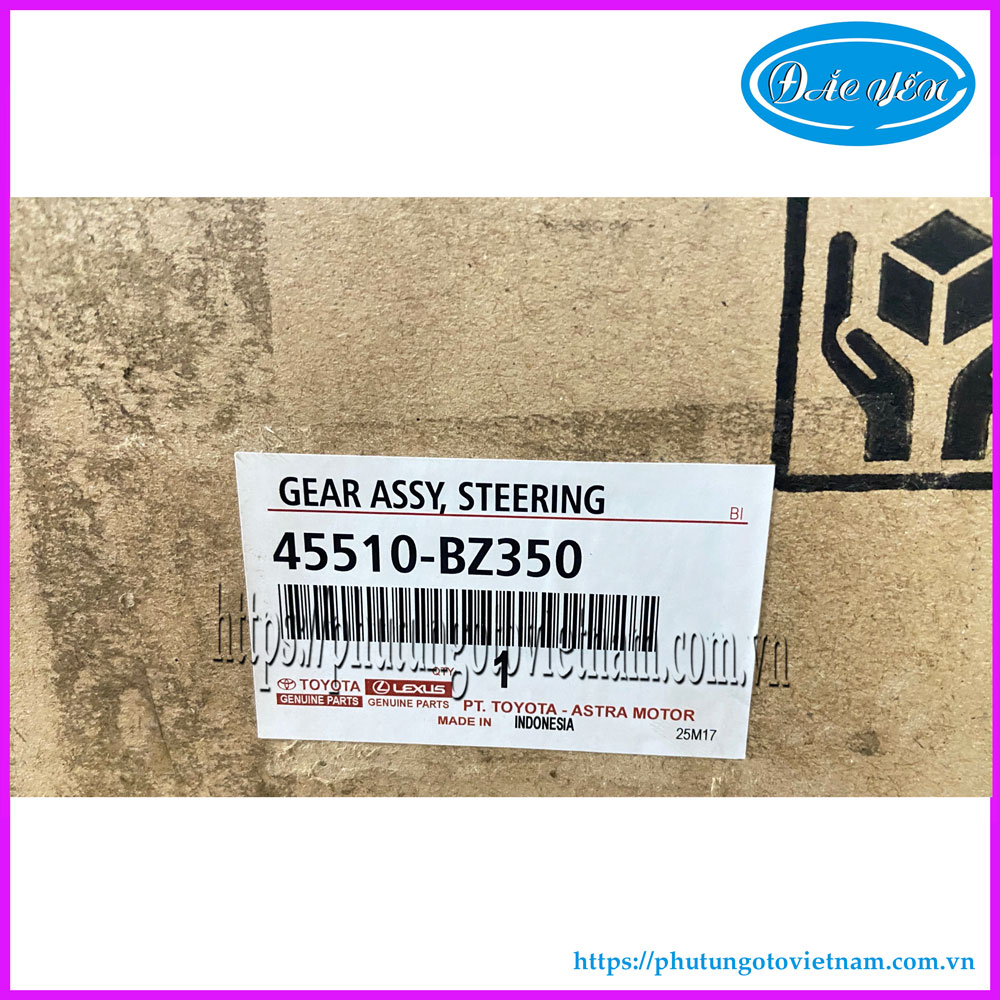 ĐẮC YẾN
GEAR ASSY, STEERING
BI
45510-BZ350
https://phutungotovietnam.com.vn
QTY 1
TOYOTA LEXUS
GENUINE PARTS GENUINE PARTS PT. TOYOTA - ASTRA MOTOR
MADE IN INDONESIA
25M17
https://phutungotovietnam.com.vn